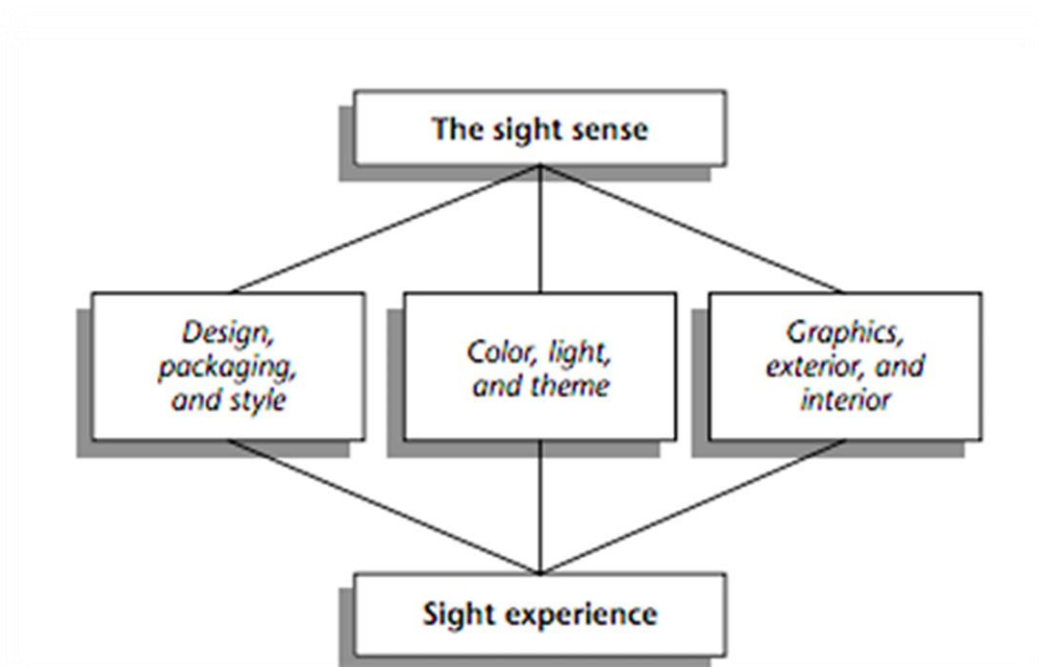 The sight sense
Design,
packaging,
and style
Color, light,
and theme
Graphics,
exterior, and
interior
Sight experience